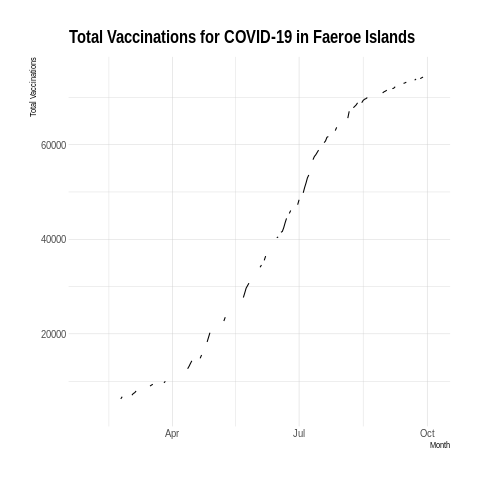 Total Vaccinations for COVID-19 in Faeroe Islands
Total Vaccinations
60000
40000
20000
Apr
Jul
Oct
Month